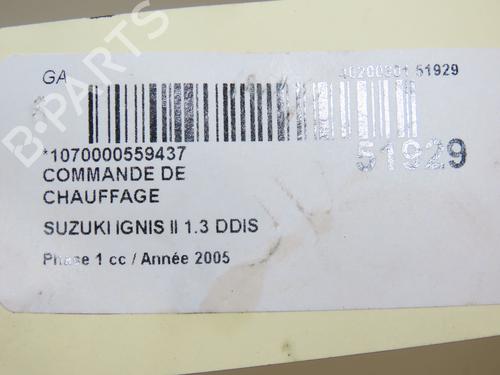 GA
51929
*1070000559437
51929
COMMANDE DE
CHAUFFAGE
SUZUKI IGNIS II 1.3 DDIS
Phase 1 cc / Année 2005
B-PARTS